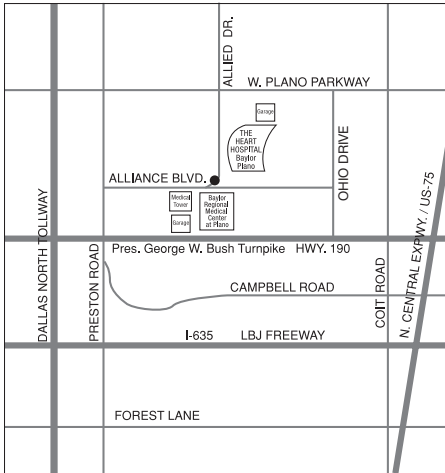 ALLIED DR.
W. PLANO PARKWAY
Garage
THE
HEART
HOSPITAL
Baylor
Plano
OHIO DRIVE
ALLIANCE BLVD.
Medical
Tower
Baylor
Regional
Medical
Center
at Plano
Garage
DALLAS NORTH TOLLWAY
PRESTON ROAD
Pres. George W. Bush Turnpike HWY. 190
CAMPBELL ROAD
COIT ROAD
N. CENTRAL EXPWY. / US-75
I-635 LBJ FREEWAY
FOREST LANE